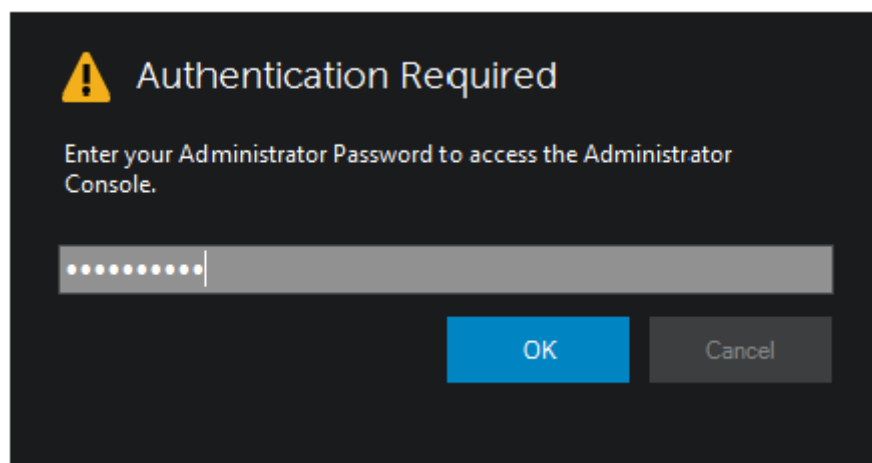 Authentication Required
Enter your Administrator Password to access the Administrator
Console.
••••••••••
OK
Cancel